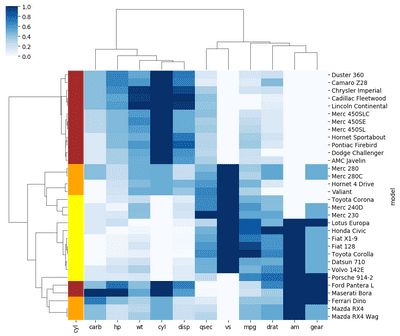 1.0
0.8
0.6
0.4
0.2
0.0
Duster 360
Camaro Z28
Chrysler Imperial
Cadillac Fleetwood
Lincoln Continental
Merc 450SLC
Merc 450SE
Merc 450SL
Hornet Sportabout
Pontiac Firebird
Dodge Challenger
AMC Javelin
Merc 280
Merc 280C
Hornet 4 Drive
Valiant
Toyota Corona
Merc 240D
Merc 230
Lotus Europa
Honda Civic
Fiat X1-9
Fiat 128
Toyota Corolla
Datsun 710
Volvo 142E
Porsche 914-2
Ford Pantera L
Maserati Bora
Ferrari Dino
Mazda RX4
Mazda RX4 Wag
model
cyl carb hp wt cyl disp qsec vs mpg drat am gear